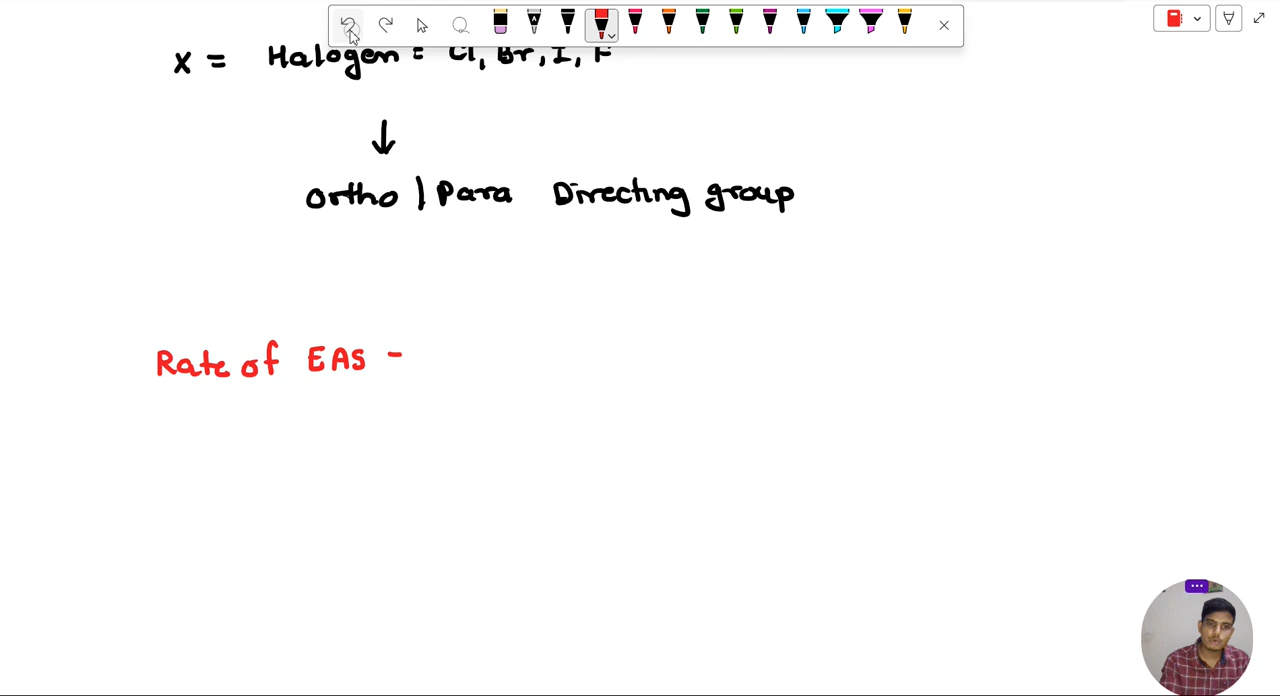 x = Halogen = Cl, Br, I, F
↓
Ortho | Para Directing group
Rate of EAS -